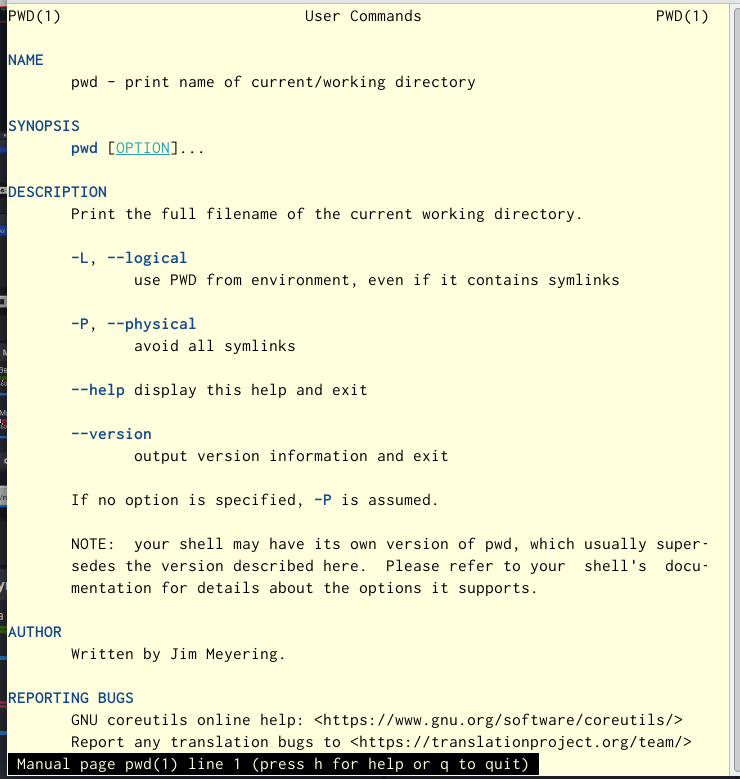 PWD(1)                           User Commands                          PWD(1)
NAME
       pwd - print name of current/working directory
SYNOPSIS
       pwd [OPTION]...
DESCRIPTION
       Print the full filename of the current working directory.
       -L, --logical
              use PWD from environment, even if it contains symlinks
       -P, --physical
              avoid all symlinks
       --help display this help and exit
       --version
              output version information and exit
       If no option is specified, -P is assumed.
       NOTE:  your shell may have its own version of pwd, which usually super-
       sedes the version described here.  Please refer to your  shell's  docu-
       mentation for details about the options it supports.
AUTHOR
       Written by Jim Meyering.
REPORTING BUGS
       GNU coreutils online help: <https://www.gnu.org/software/coreutils/>
       Report any translation bugs to <https://translationproject.org/team/>
 Manual page pwd(1) line 1 (press h for help or q to quit)